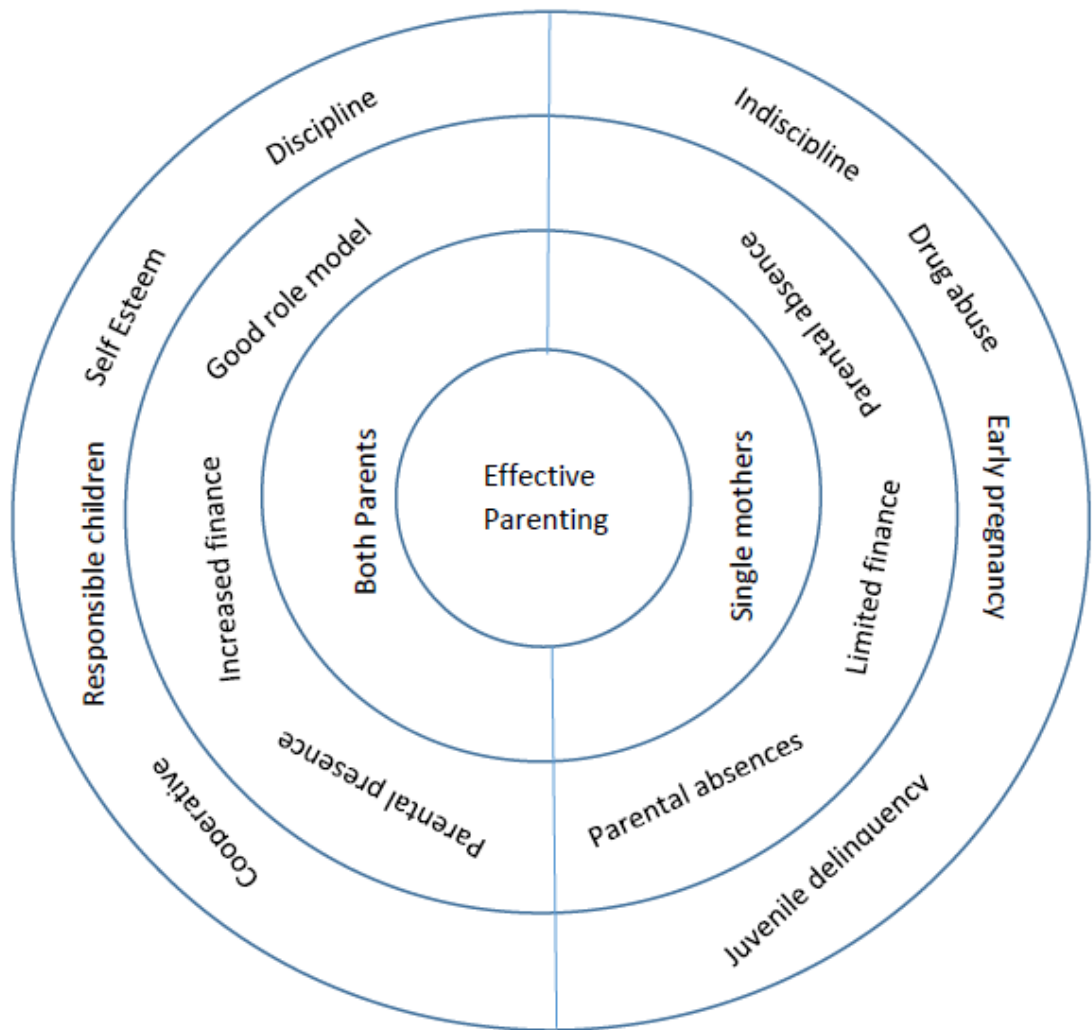 Discipline
Self Esteem
Responsible children
Cooperative
Good role model
Increased finance
Parental presence
Both Parents
Effective
Parenting
Single mothers
Parental absence
Limited finance
Parental absences
Indiscipline
Drug abuse
Early pregnancy
Juvenile delinquency